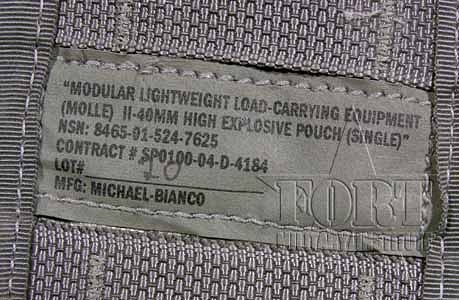 "MODULAR LIGHTWEIGHT LOAD-CARRYING EQUIPMENT
(MOLLE) II-40MM HIGH EXPLOSIVE POUCH (SINGLE)"
NSN: 8465-01-524-7625
CONTRACT # SP0100-04-D-4184
LOT#
MFG: MICHAEL-BIANCO
FORT